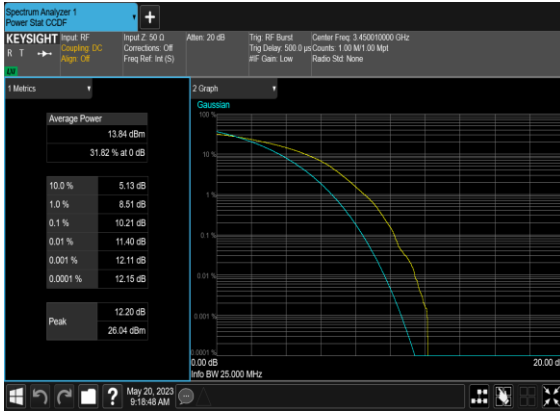 Spectrum Analyzer 1
Power Stat CCDF
+
KEYSIGHT
R T
LV
Input: RF
Coupling: DC
Align: Off
Input Z: 50 Ω
Corrections: Off
Freq Ref: Int (S)
Atten: 20 dB
Trig: RF Burst
Trig Delay: 500.0 µs
#IF Gain: Low
Center Freq: 3.450010000 GHz
Counts: 1.00 M/1.00 Mpt
Radio Std: None
1 Metrics
Average Power
13.84 dBm
31.82 % at 0 dB
10.0 % 5.13 dB
1.0 % 8.51 dB
0.1 % 10.21 dB
0.01 % 11.40 dB
0.001 % 12.11 dB
0.0001 % 12.15 dB
Peak
12.20 dB
26.04 dBm
2 Graph
Gaussian
100 %
10 %
1 %
0.1 %
0.01 %
0.001 %
0.0001 %
0.00 dB
20.00 d
Info BW 25.000 MHz
?
May 20, 2023
9:18:48 AM